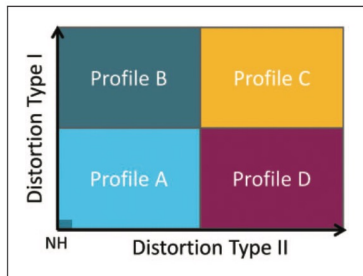 Distortion Type I
Profile B
Profile C
Profile A
Profile D
NH
Distortion Type II